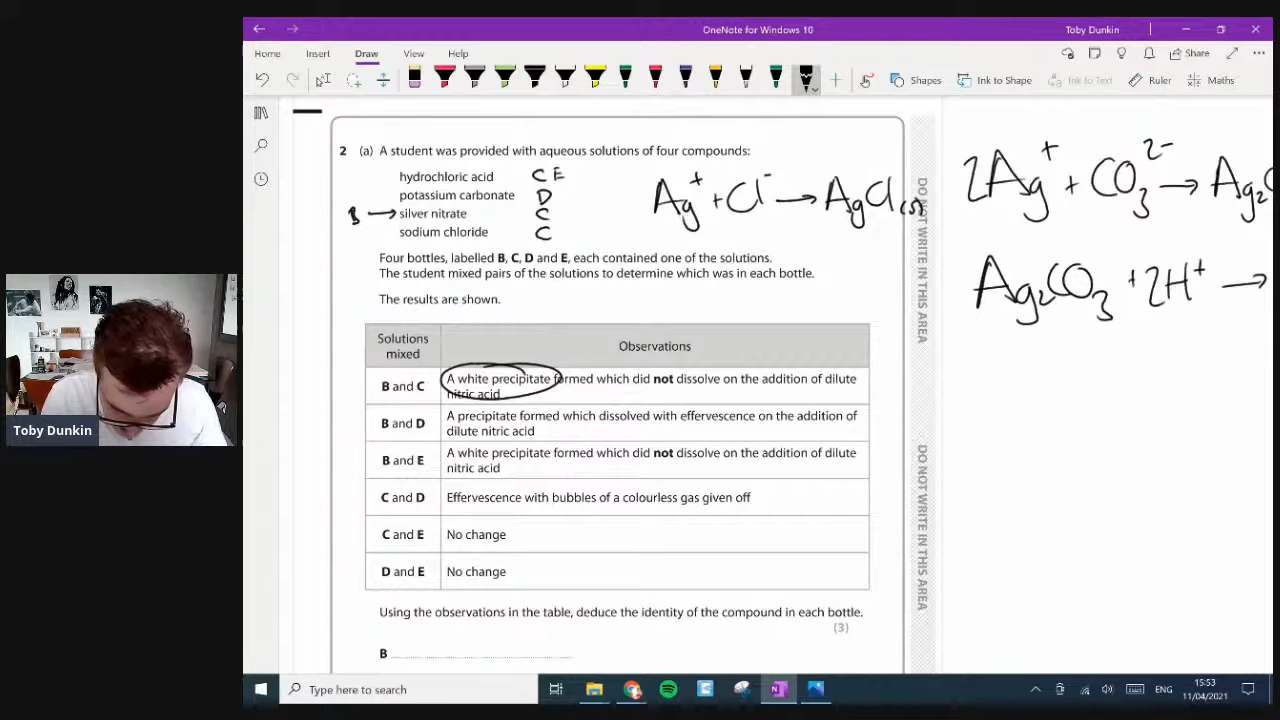 OneNote for Windows 10
Toby Dunkin
Home Insert Draw View Help
Share
Shapes Ink to Shape Ink to Text Ruler Maths
2 (a) A student was provided with aqueous solutions of four compounds:
hydrochloric acid C E
potassium carbonate D
B → silver nitrate C
sodium chloride C
Ag⁺ + Cl⁻ → AgCl(s)
2Ag⁺ + CO₃²⁻ → Ag₂C
Ag₂CO₃ + 2H⁺ →
Four bottles, labelled B, C, D and E, each contained one of the solutions.
The student mixed pairs of the solutions to determine which was in each bottle.
The results are shown.
Solutions mixed Observations
B and C A white precipitate formed which did not dissolve on the addition of dilute
nitric acid
B and D A precipitate formed which dissolved with effervescence on the addition of
dilute nitric acid
B and E A white precipitate formed which did not dissolve on the addition of dilute
nitric acid
C and D Effervescence with bubbles of a colourless gas given off
C and E No change
D and E No change
Using the observations in the table, deduce the identity of the compound in each bottle.
(3)
B
DO NOT WRITE IN THIS AREA
DO NOT WRITE IN THIS AREA
Toby Dunkin
Type here to search
ENG
15:53
11/04/2021